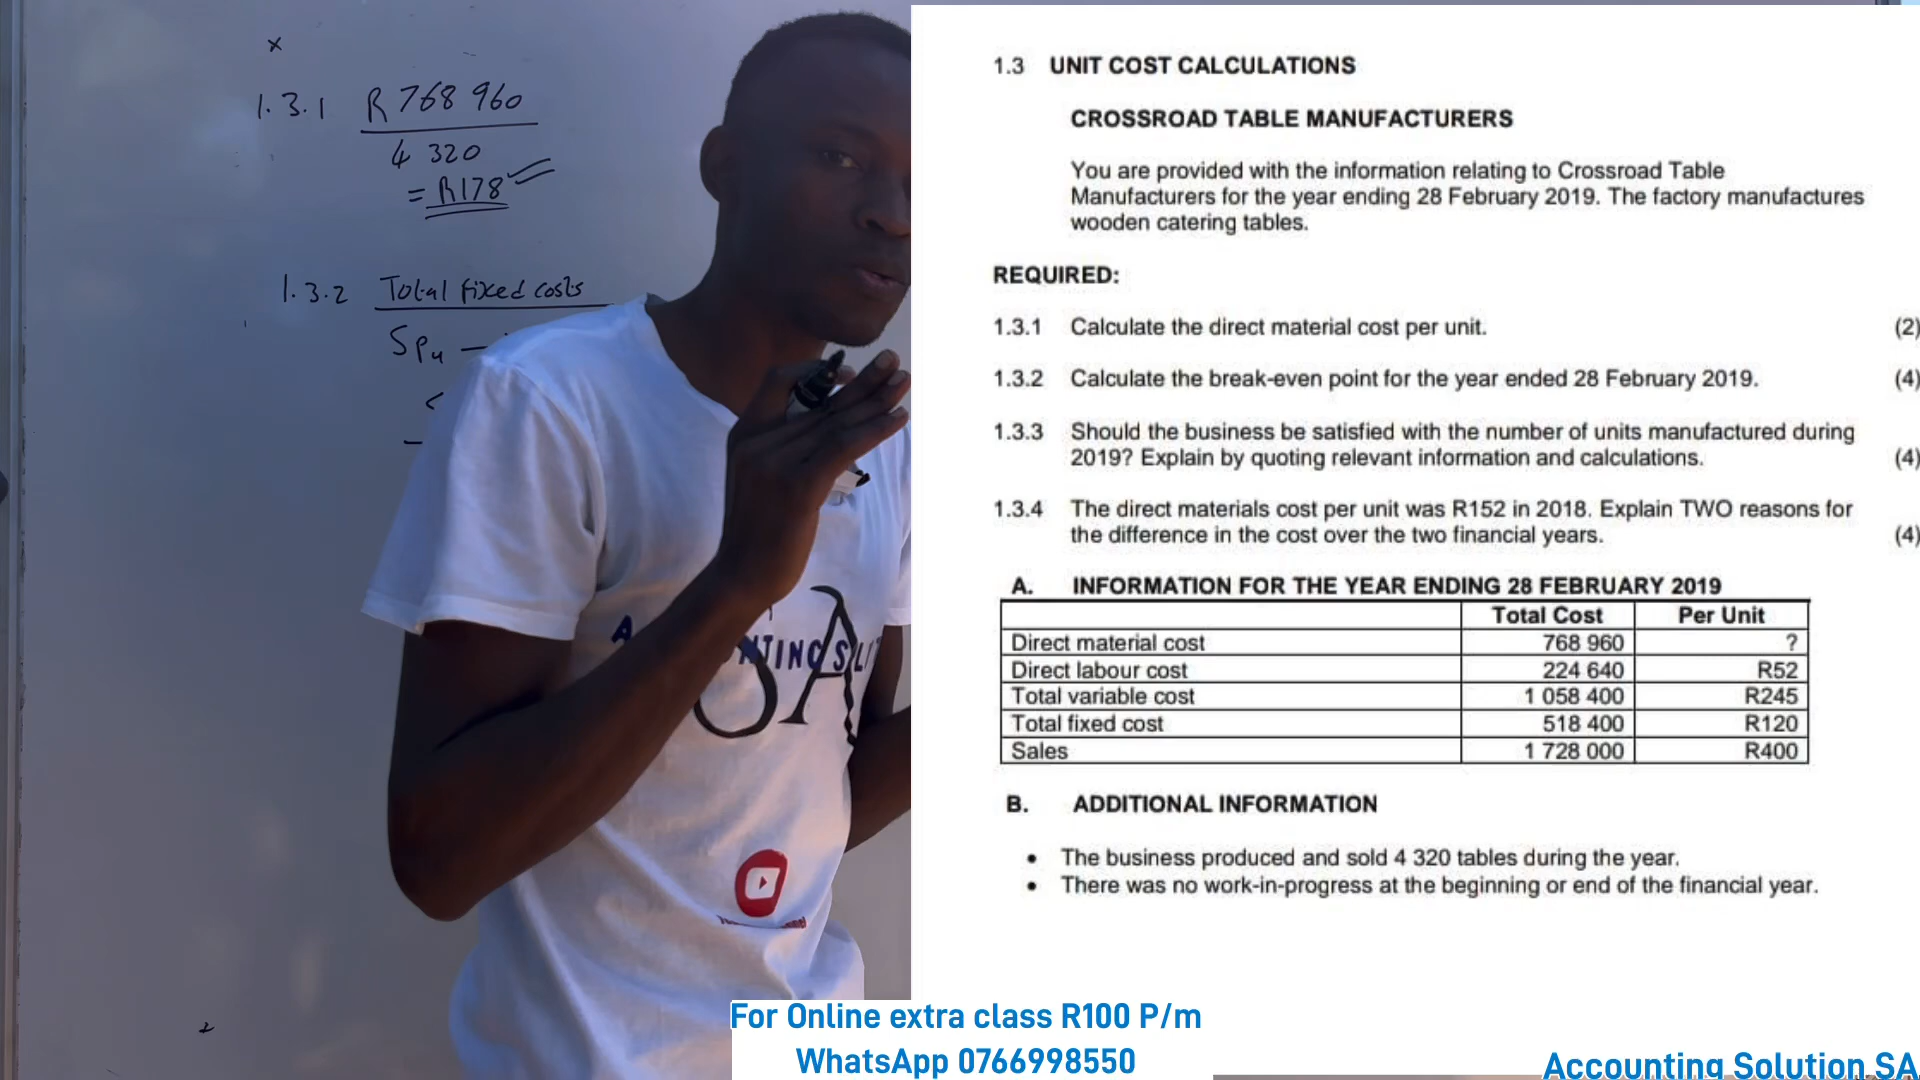 x
1.3.1 R 768 960
4 320
= R178
1.3.2 Total fixed costs
SPu -
1.3 UNIT COST CALCULATIONS
CROSSROAD TABLE MANUFACTURERS
You are provided with the information relating to Crossroad Table
Manufacturers for the year ending 28 February 2019. The factory manufactures
wooden catering tables.
REQUIRED:
1.3.1 Calculate the direct material cost per unit. (2)
1.3.2 Calculate the break-even point for the year ended 28 February 2019. (4)
1.3.3 Should the business be satisfied with the number of units manufactured during
2019? Explain by quoting relevant information and calculations. (4)
1.3.4 The direct materials cost per unit was R152 in 2018. Explain TWO reasons for
the difference in the cost over the two financial years. (4)
A. INFORMATION FOR THE YEAR ENDING 28 FEBRUARY 2019
Total Cost Per Unit
Direct material cost 768 960 ?
Direct labour cost 224 640 R52
Total variable cost 1 058 400 R245
Total fixed cost 518 400 R120
Sales 1 728 000 R400
B. ADDITIONAL INFORMATION
• The business produced and sold 4 320 tables during the year.
• There was no work-in-progress at the beginning or end of the financial year.
SA
For Online extra class R100 P/m
WhatsApp 0766998550
Accounting Solution SA